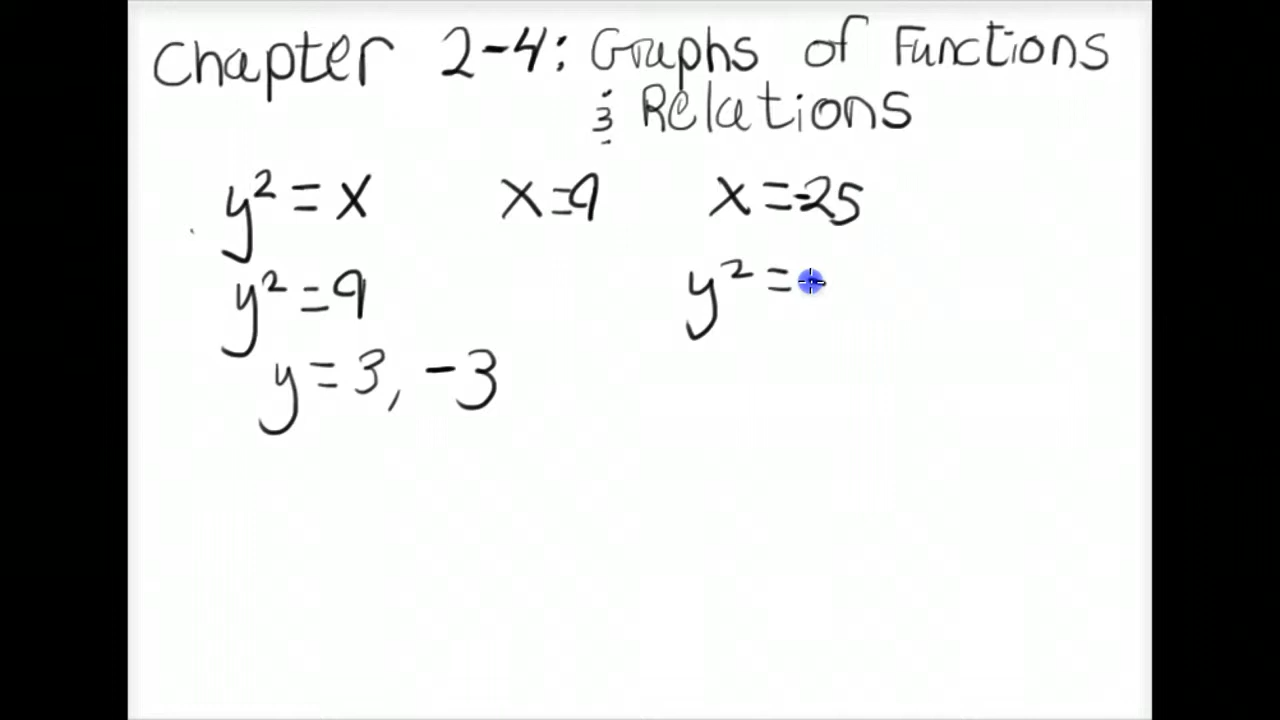 Chapter 2-4: Graphs of Functions
& Relations
y² = x x = 9 x = -25
y² = 9 y² = -
y = 3, -3